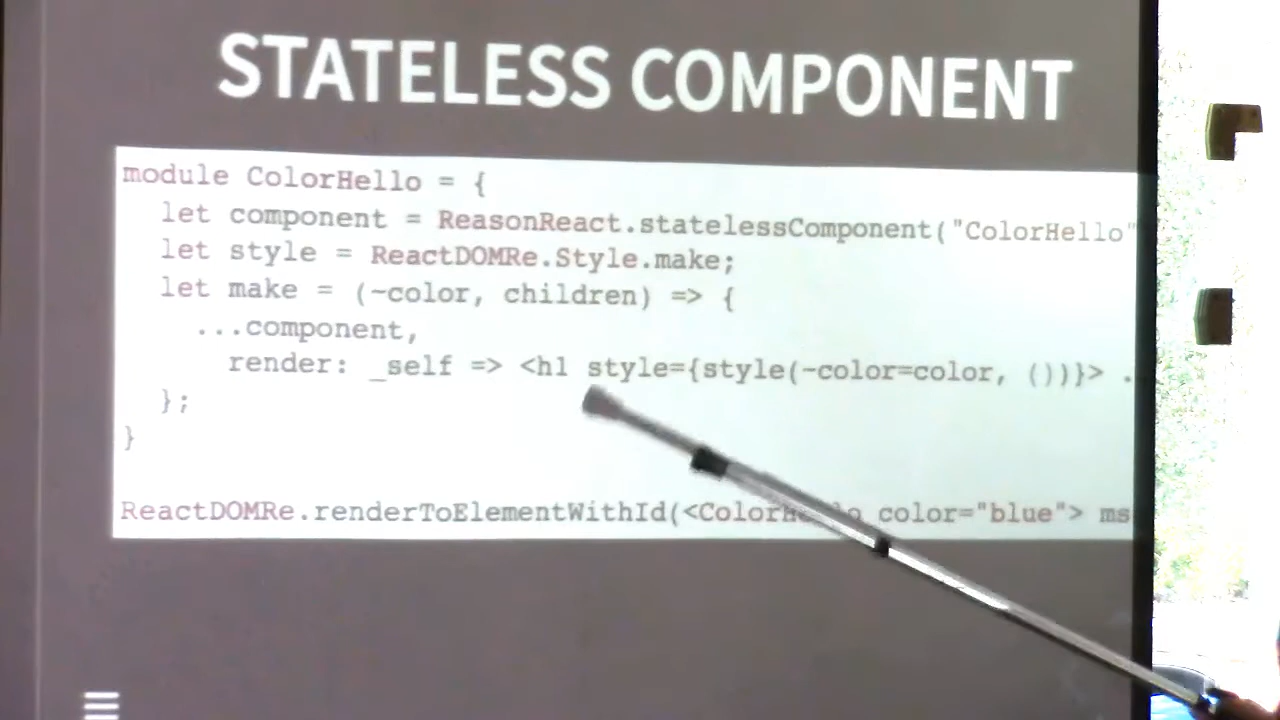 STATELESS COMPONENT
module ColorHello = {
let component = ReasonReact.statelessComponent("ColorHello"
let style = ReactDOMRe.Style.make;
let make = (~color, children) => {
...component,
render: _self => <h1 style={style(~color=color, ())}> .
};
}
ReactDOMRe.renderToElementWithId(<ColorHello color="blue"> ms